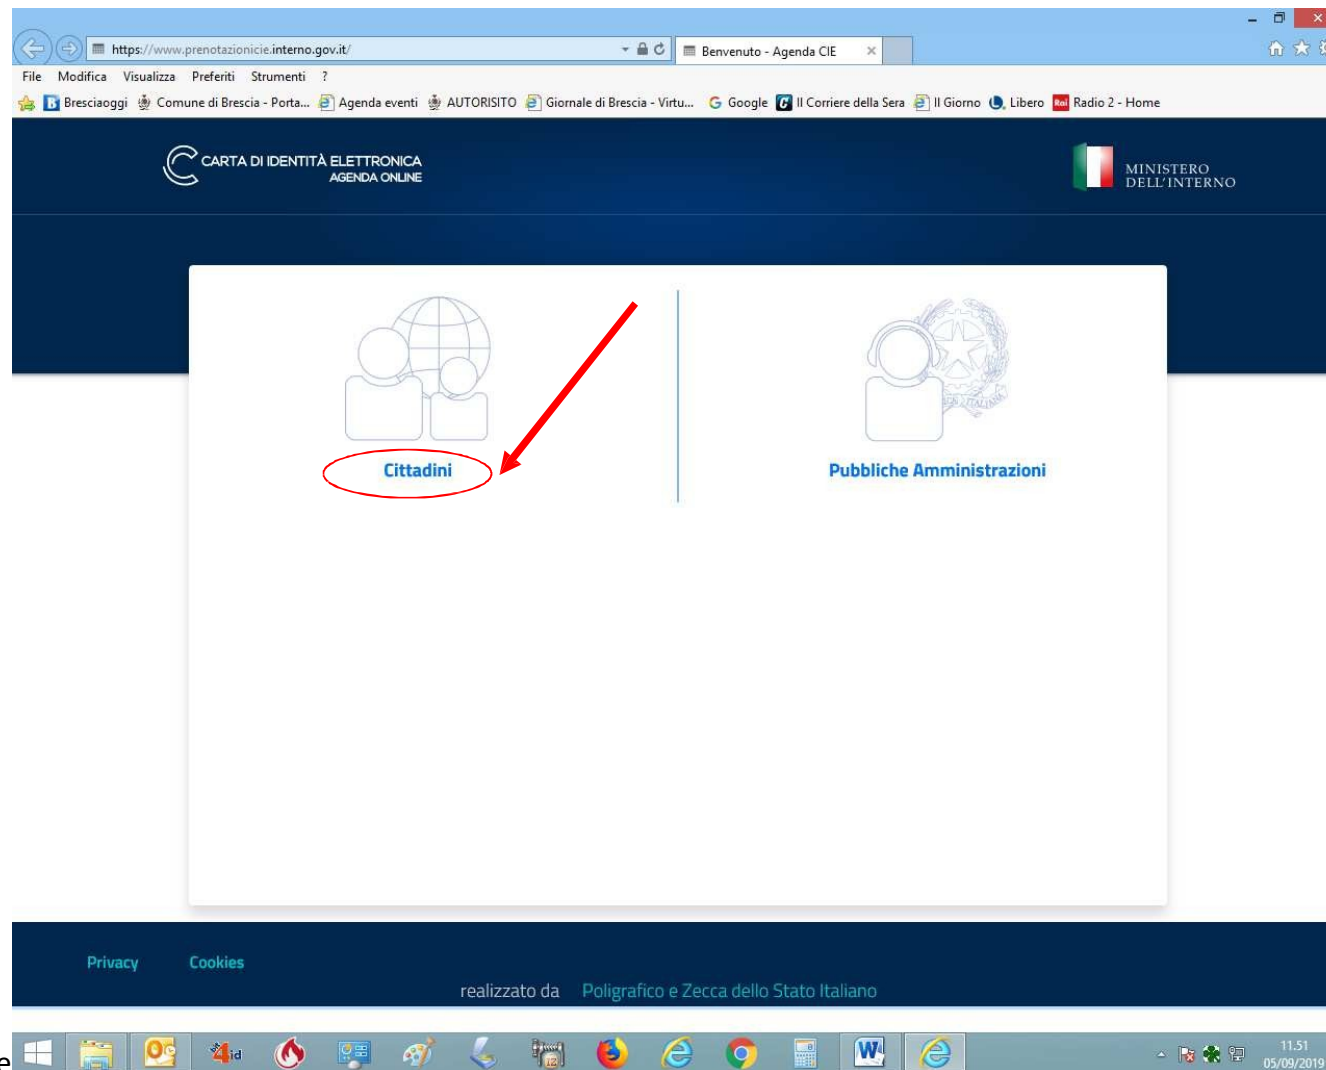 https://www.prenotazionicie.interno.gov.it/
Benvenuto - Agenda CIE
File Modifica Visualizza Preferiti Strumenti ?
Bresciaoggi Comune di Brescia - Porta... Agenda eventi AUTORISITO Giornale di Brescia - Virtu... Google Il Corriere della Sera Il Giorno Libero Radio 2 - Home
CARTA DI IDENTITÀ ELETTRONICA
AGENDA ONLINE
MINISTERO
DELL'INTERNO
Cittadini
Pubbliche Amministrazioni
Privacy Cookies
realizzato da Poligrafico e Zecca dello Stato Italiano
e
4id
11.51
05/09/2019